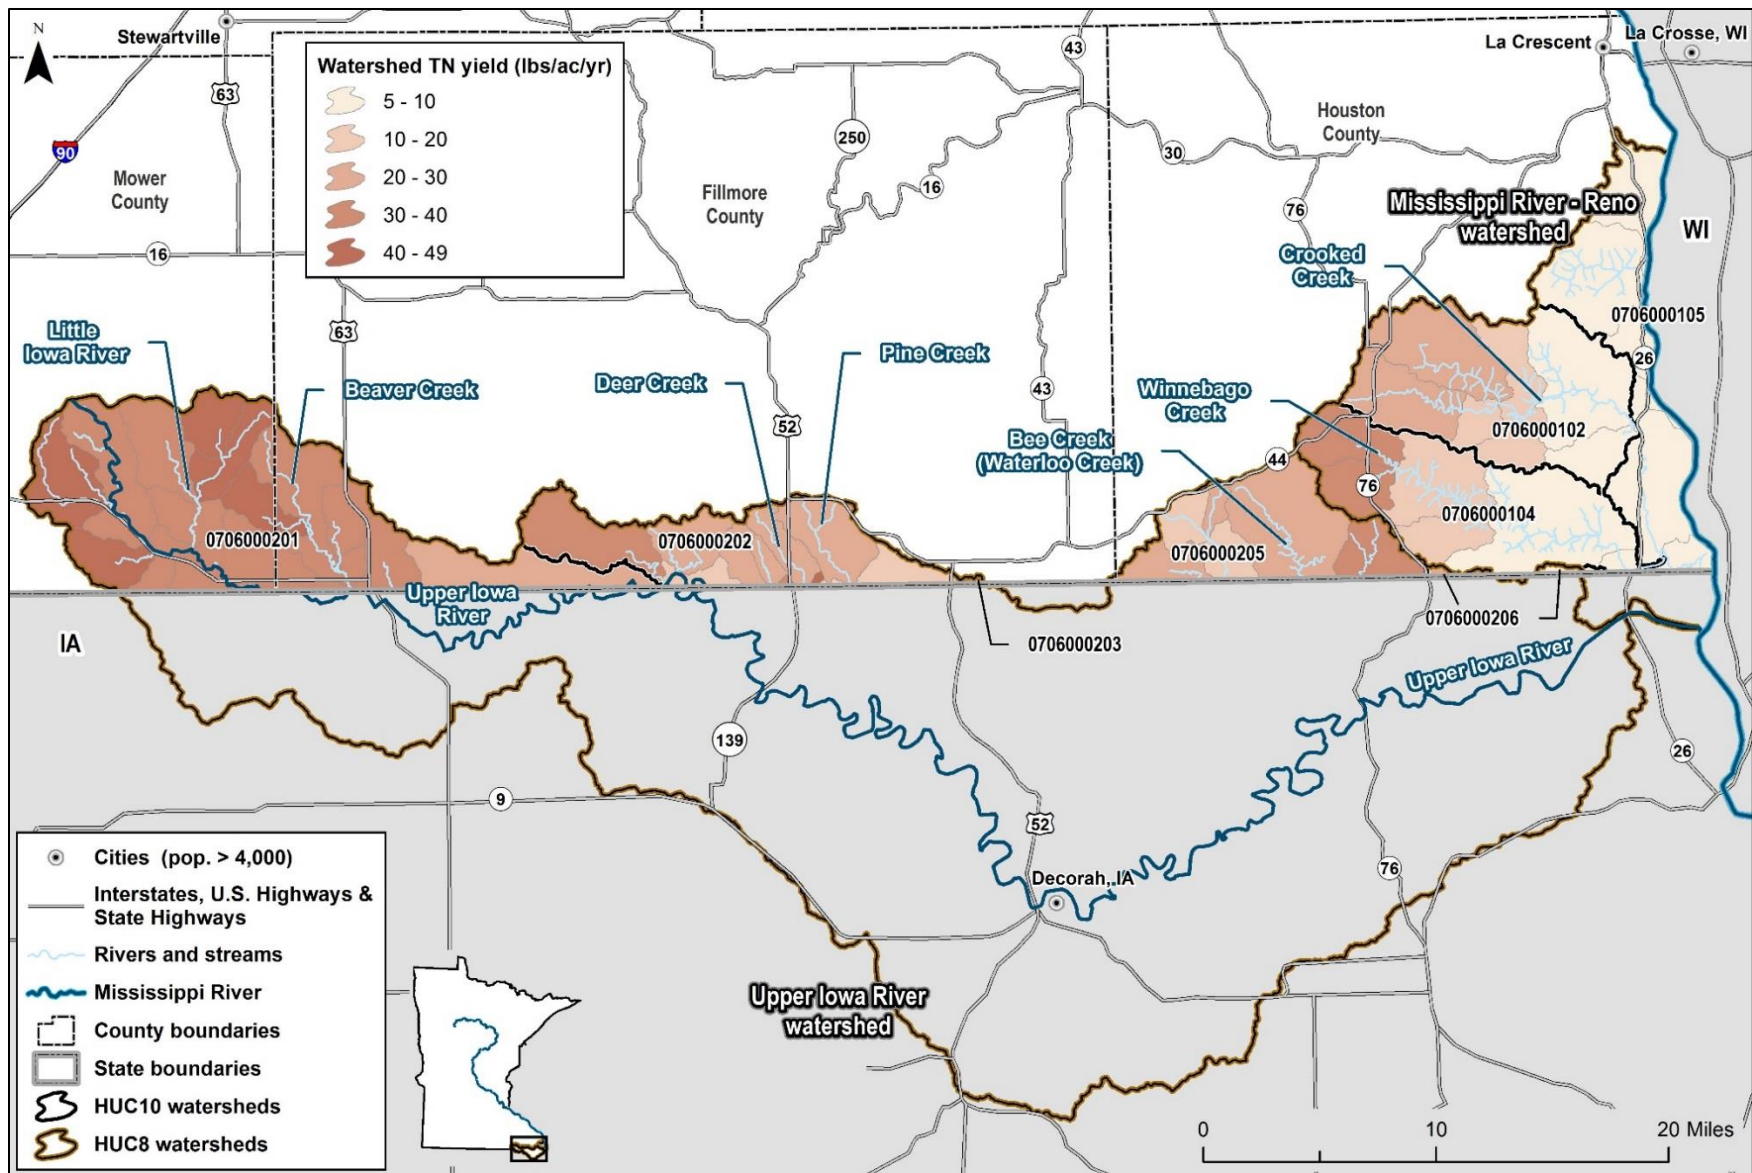 N
Stewartville
La Crescent
La Crosse, WI
63
43
Watershed TN yield (lbs/ac/yr)
5 - 10
10 - 20
20 - 30
30 - 40
40 - 49
90
250
Houston
County
30
Mower
County
16
Fillmore
County
76
Mississippi River - Reno
watershed
WI
16
Crooked
Creek
0706000105
63
Little
Iowa River
26
Pine Creek
Beaver Creek
Deer Creek
43
Winnebago
Creek
52
0706000102
Bee Creek
(Waterloo Creek)
44
76
0706000104
0706000201
0706000202
0706000205
Upper Iowa
River
0706000206
IA
0706000203
Upper Iowa River
139
26
9
52
76
Decorah, IA
Upper Iowa River
watershed
Cities (pop. > 4,000)
Interstates, U.S. Highways &
State Highways
Rivers and streams
Mississippi River
County boundaries
State boundaries
HUC10 watersheds
HUC8 watersheds
0
10
20 Miles